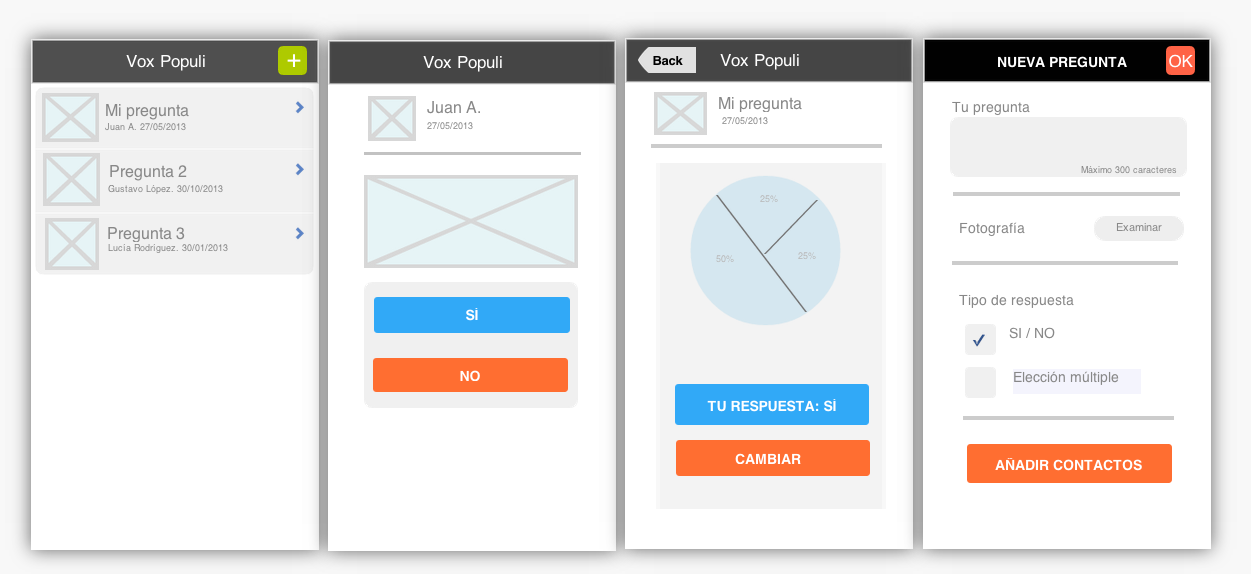 Vox Populi
+
Mi pregunta
Juan A. 27/05/2013
Pregunta 2
Gustavo López. 30/10/2013
Pregunta 3
Lucía Rodríguez. 30/01/2013
Vox Populi
Juan A.
27/05/2013
SÍ
NO
Back
Vox Populi
Mi pregunta
27/05/2013
25%
50%
25%
TU RESPUESTA: SÍ
CAMBIAR
NUEVA PREGUNTA
OK
Tu pregunta
Máximo 300 caracteres
Fotografía
Examinar
Tipo de respuesta
SI / NO
Elección múltiple
AÑADIR CONTACTOS